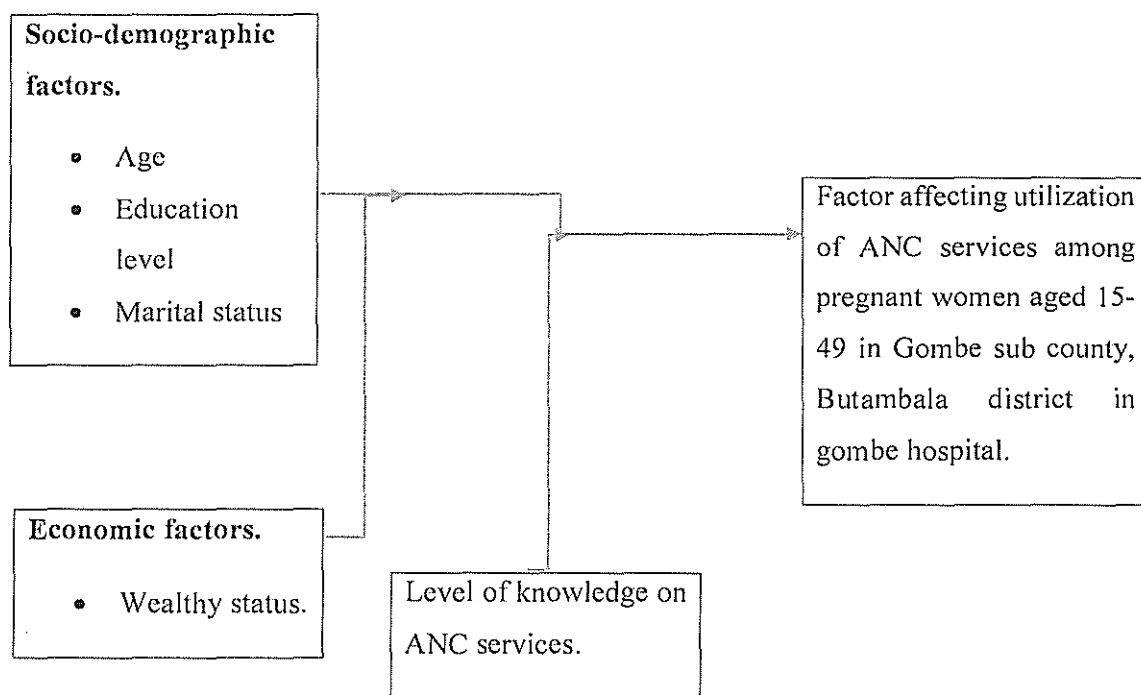 Socio-demographic
factors.
• Age
• Education
level
• Marital status
Factor affecting utilization
of ANC services among
pregnant women aged 15-
49 in Gombe sub county,
Butambala district in
gombe hospital.
Economic factors.
• Wealthy status.
Level of knowledge on
ANC services.